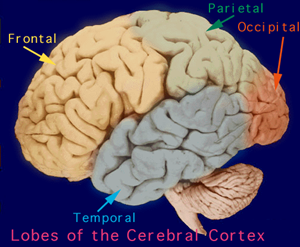 Parietal
Occipital
Frontal
Temporal
Lobes of the Cerebral Cortex